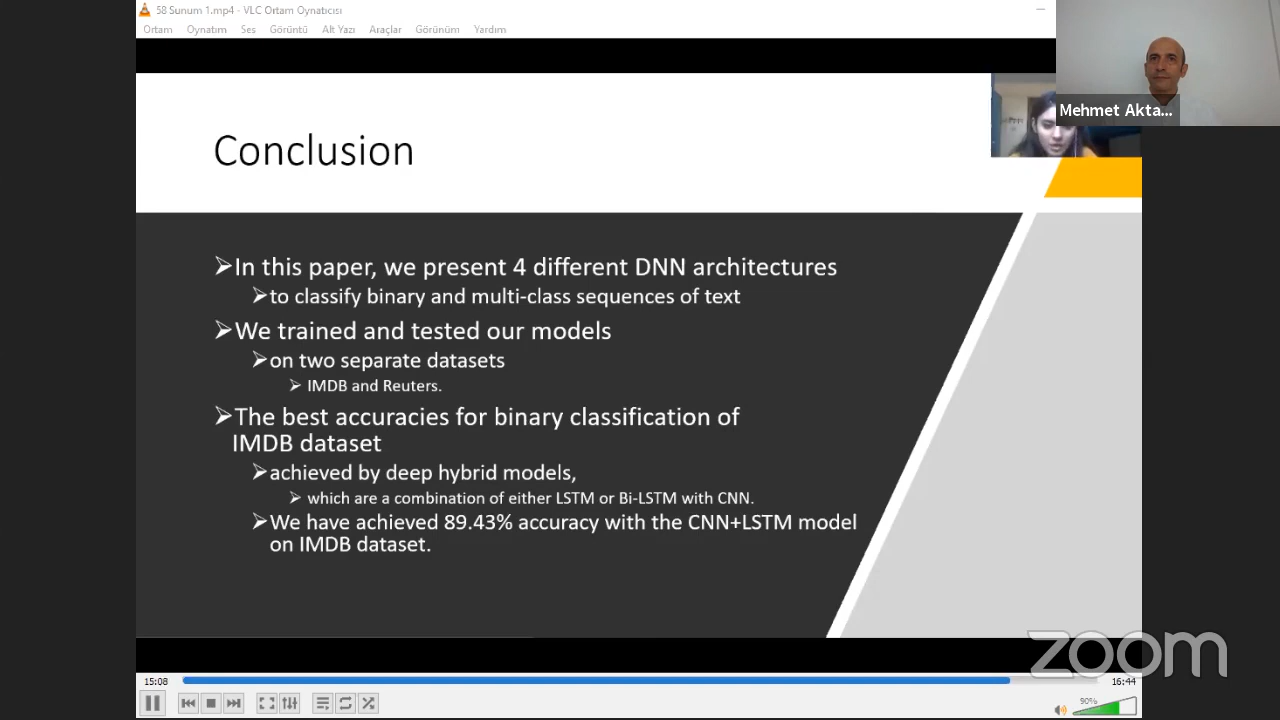 58 Sunum 1.mp4 - VLC Ortam Oynatıcısı
Ortam Oynatım Ses Görüntü Alt Yazı Araçlar Görünüm Yardım
Mehmet Akta...
Conclusion
In this paper, we present 4 different DNN architectures
to classify binary and multi-class sequences of text
We trained and tested our models
on two separate datasets
IMDB and Reuters.
The best accuracies for binary classification of
IMDB dataset
achieved by deep hybrid models,
which are a combination of either LSTM or Bi-LSTM with CNN.
We have achieved 89.43% accuracy with the CNN+LSTM model
on IMDB dataset.
zoom
15:08 16:44
90%